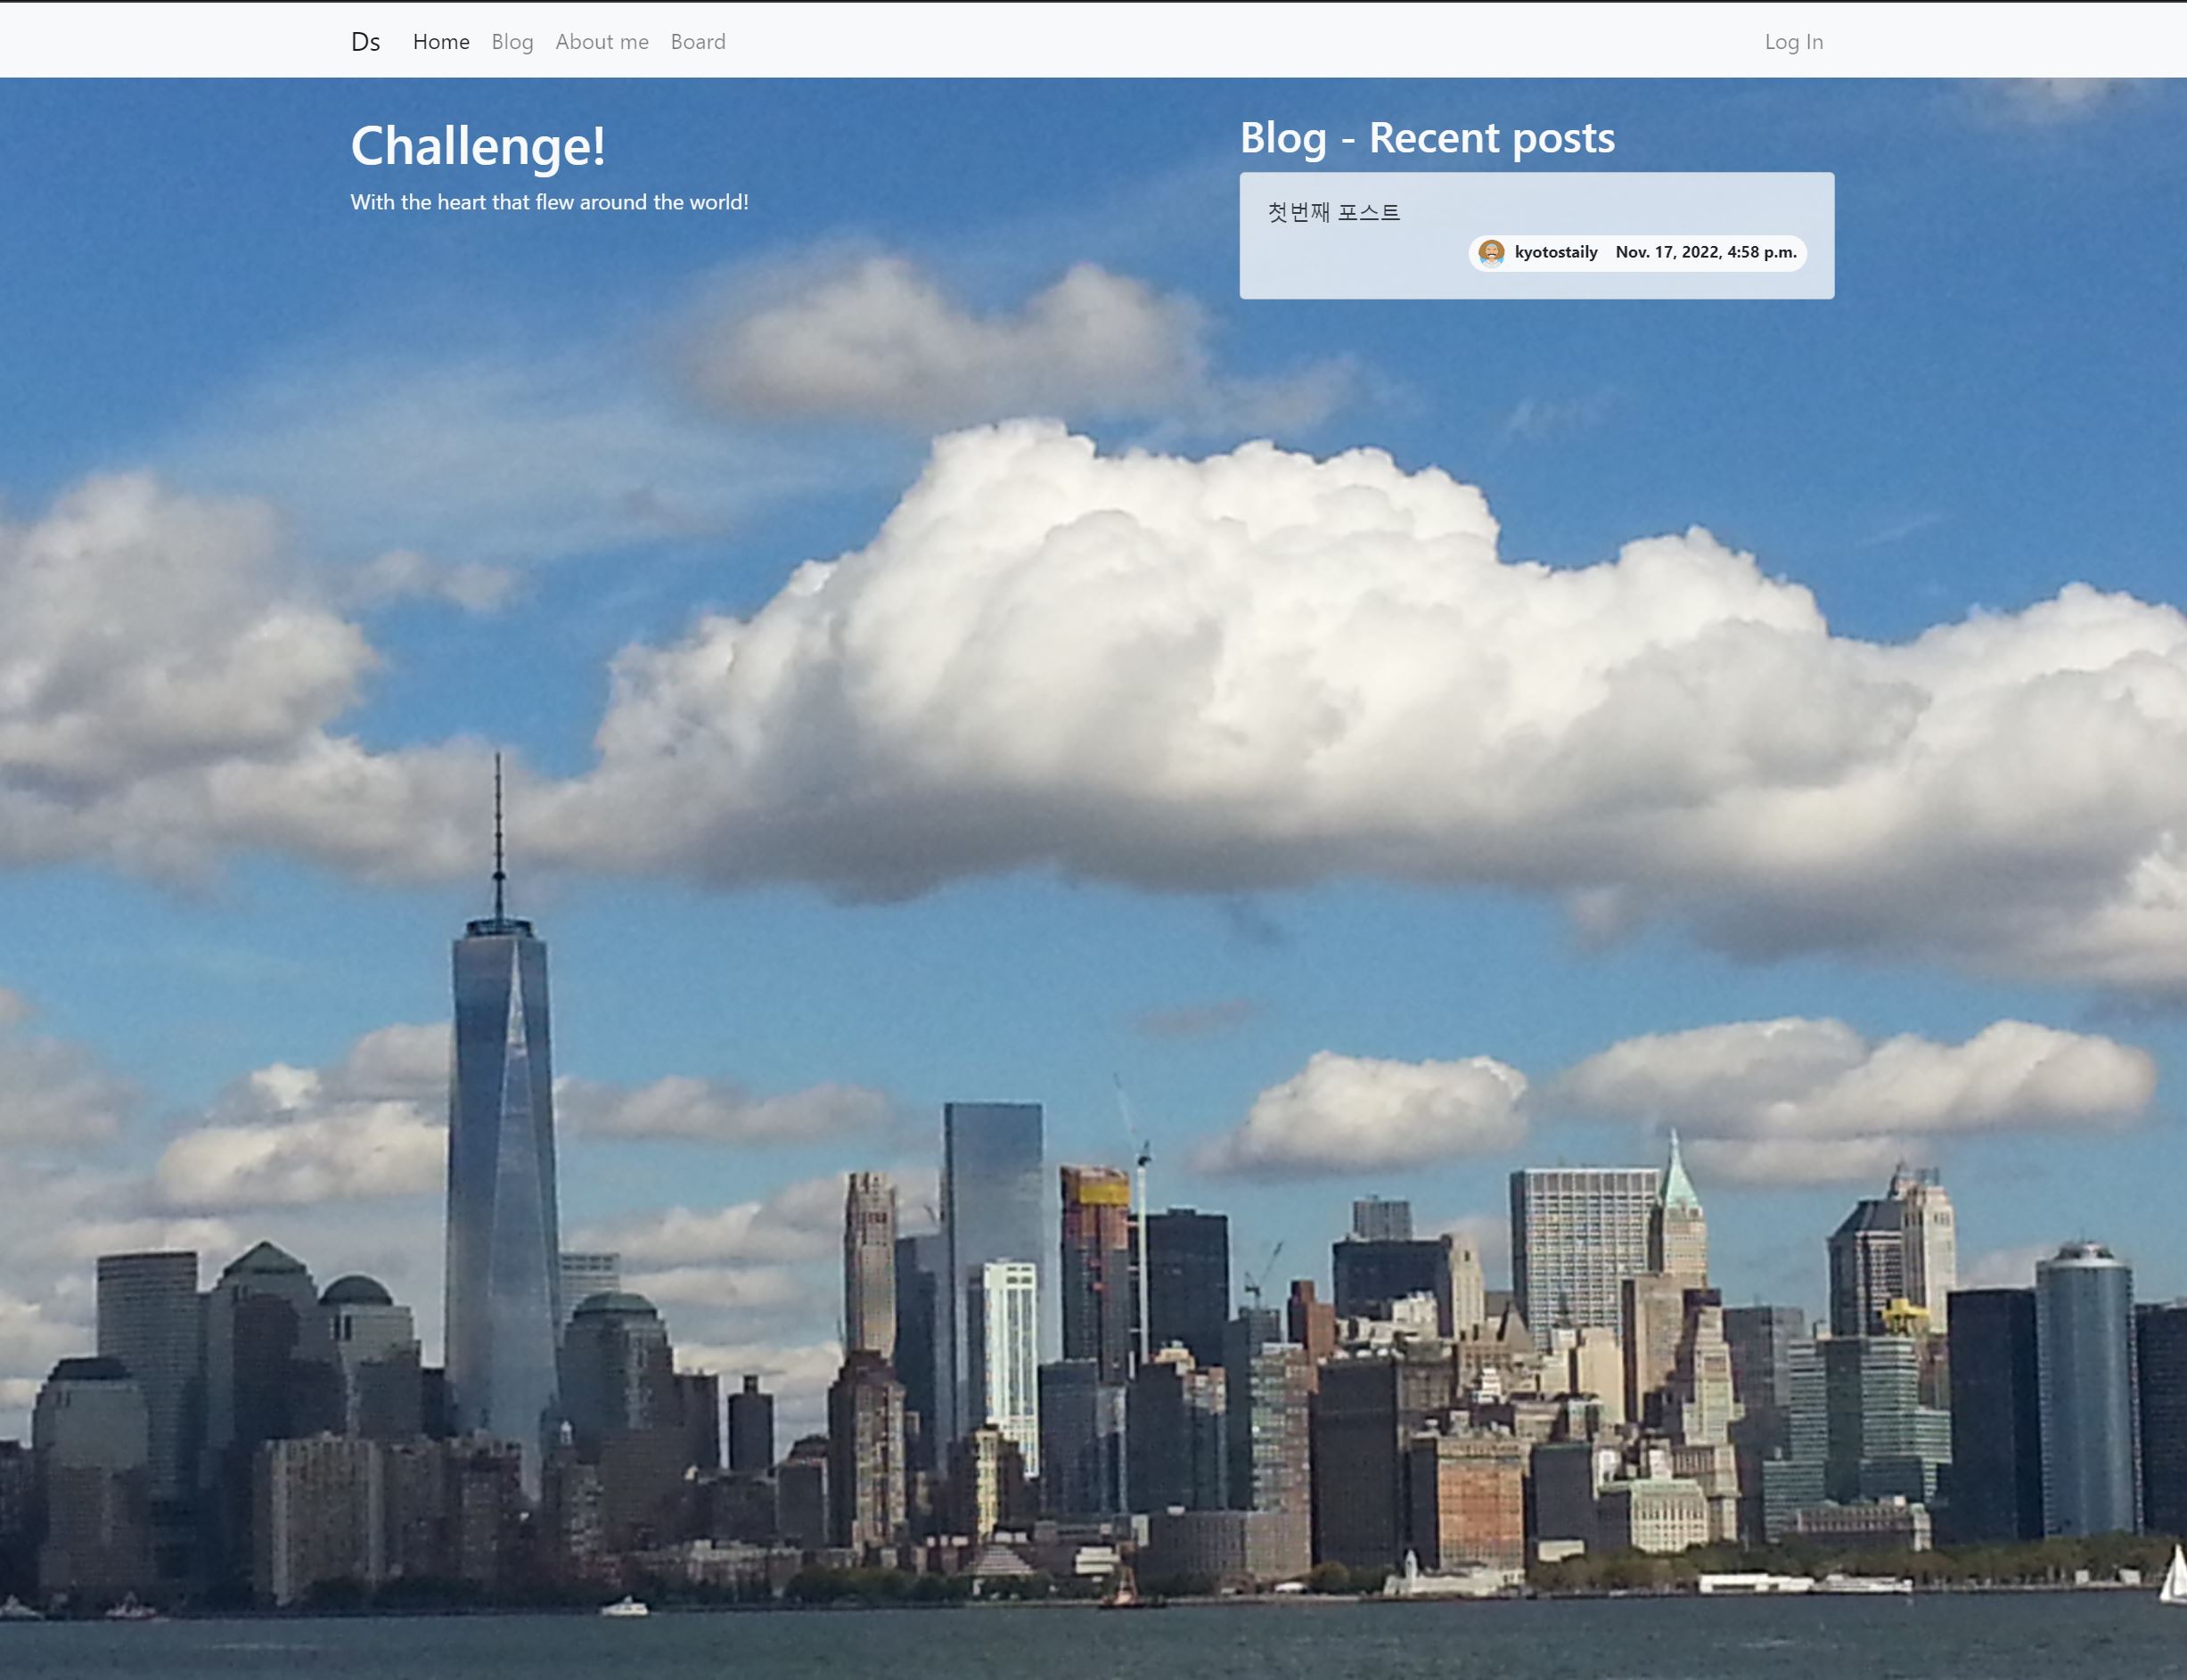 Ds Home Blog About me Board Log In
Challenge!
With the heart that flew around the world!
Blog - Recent posts
첫번째 포스트
kyotostaily Nov. 17, 2022, 4:58 p.m.